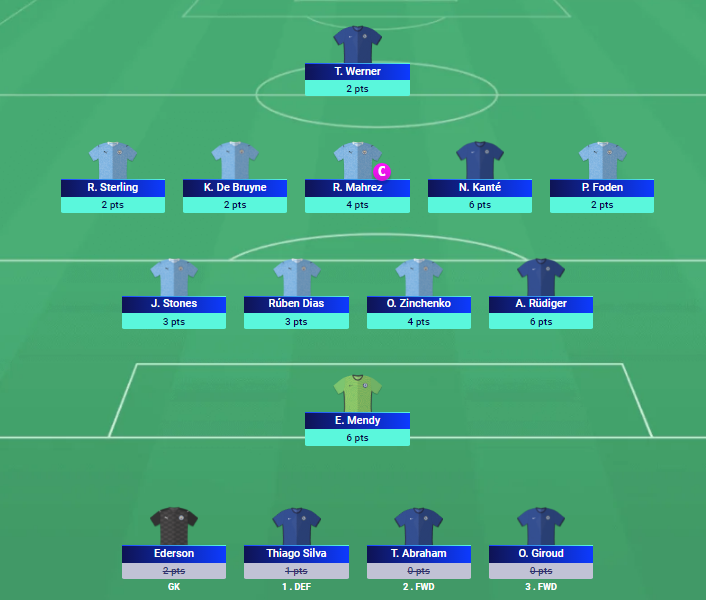 T. Werner
2 pts
C
R. Sterling K. De Bruyne R. Mahrez N. Kanté P. Foden
2 pts 2 pts 4 pts 6 pts 2 pts
J. Stones Rúben Dias O. Zinchenko A. Rüdiger
3 pts 3 pts 4 pts 6 pts
E. Mendy
6 pts
Ederson Thiago Silva T. Abraham O. Giroud
2 pts 1 pts 0 pts 0 pts
GK 1. DEF 2. FWD 3. FWD